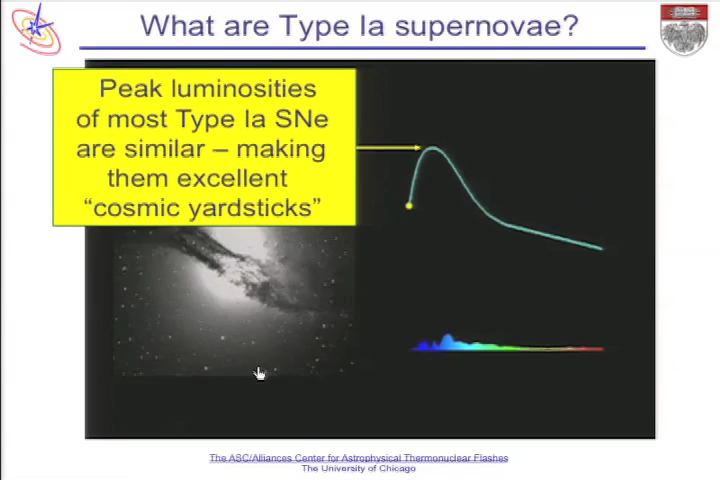 What are Type Ia supernovae?
Peak luminosities
of most Type Ia SNe
are similar – making
them excellent
“cosmic yardsticks”
The ASC/Alliances Center for Astrophysical Thermonuclear Flashes
The University of Chicago